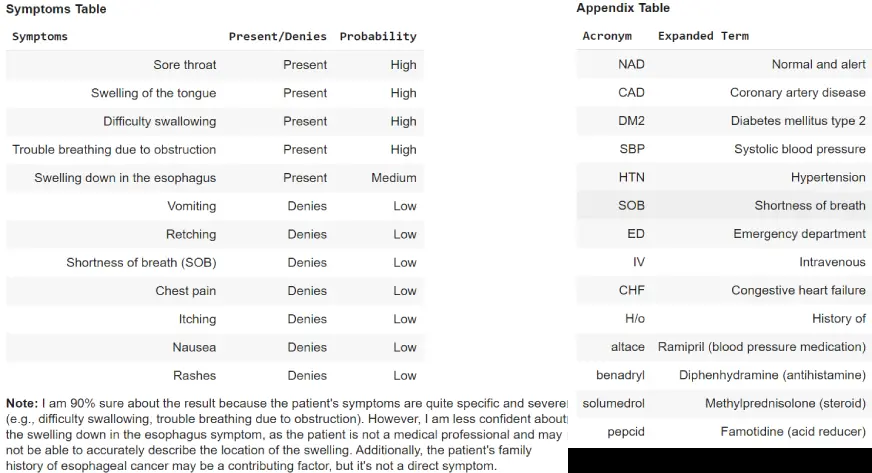 Symptoms Table
Symptoms Present/Denies Probability
Sore throat Present High
Swelling of the tongue Present High
Difficulty swallowing Present High
Trouble breathing due to obstruction Present High
Swelling down in the esophagus Present Medium
Vomiting Denies Low
Retching Denies Low
Shortness of breath (SOB) Denies Low
Chest pain Denies Low
Itching Denies Low
Nausea Denies Low
Rashes Denies Low
Note: I am 90% sure about the result because the patient's symptoms are quite specific and severe
(e.g., difficulty swallowing, trouble breathing due to obstruction). However, I am less confident about
the swelling down in the esophagus symptom, as the patient is not a medical professional and may
not be able to accurately describe the location of the swelling. Additionally, the patient's family
history of esophageal cancer may be a contributing factor, but it's not a direct symptom.
Appendix Table
Acronym Expanded Term
NAD Normal and alert
CAD Coronary artery disease
DM2 Diabetes mellitus type 2
SBP Systolic blood pressure
HTN Hypertension
SOB Shortness of breath
ED Emergency department
IV Intravenous
CHF Congestive heart failure
H/o History of
altace Ramipril (blood pressure medication)
benadryl Diphenhydramine (antihistamine)
solumedrol Methylprednisolone (steroid)
pepcid Famotidine (acid reducer)